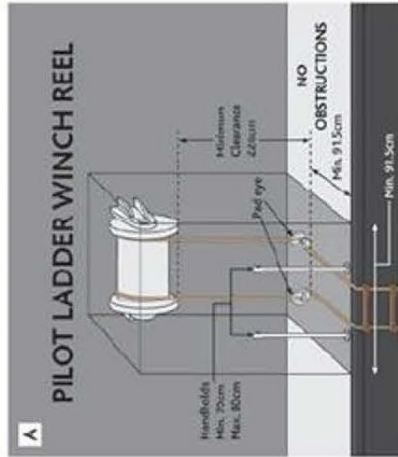 A
PILOT LADDER WINCH REEL
Handholds
Min. 70cm
Max. 80cm
Minimum
Clearance
220cm
Pad eye
NO
OBSTRUCTIONS
Min. 91.5cm
Min. 91.5cm